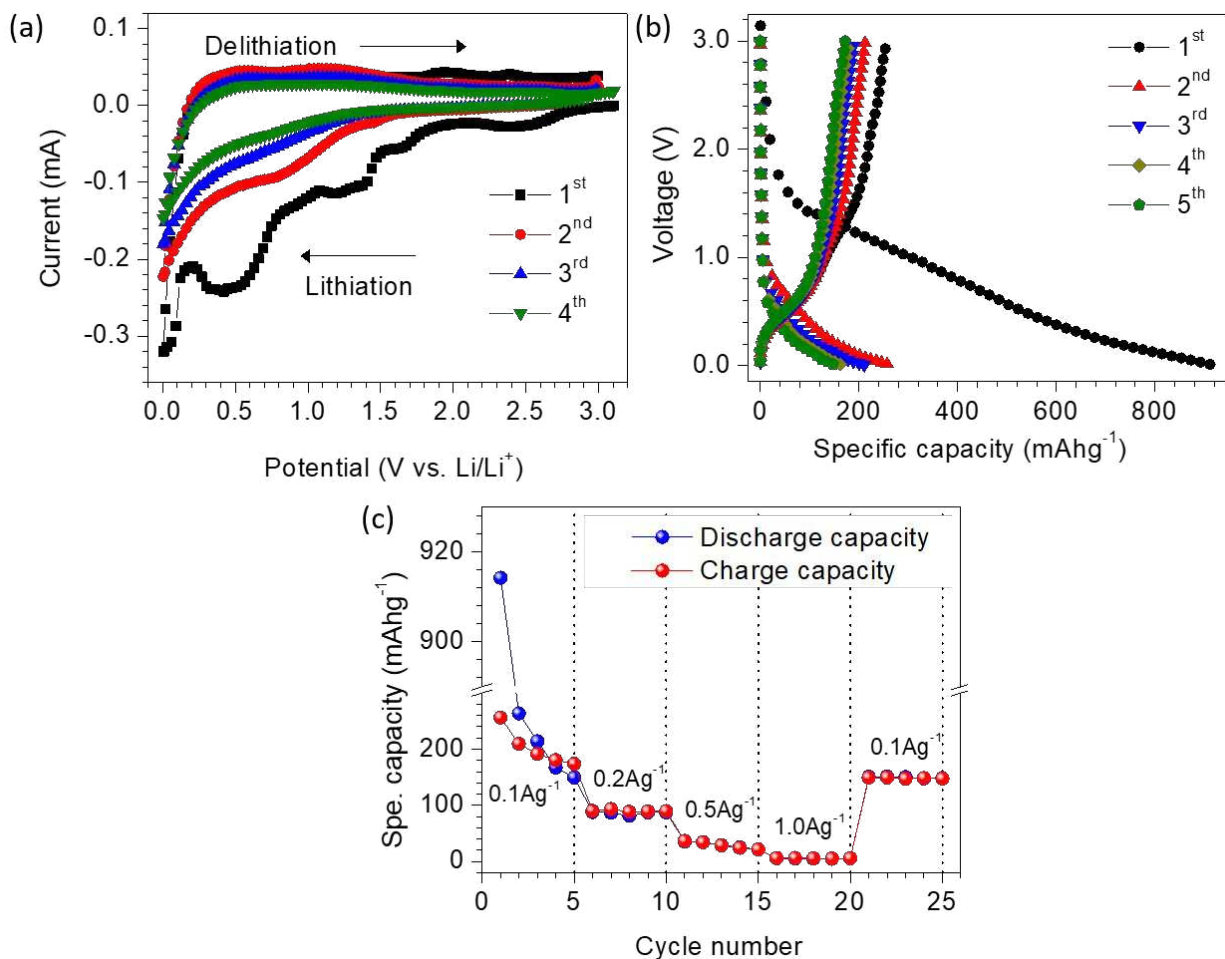 (a)
0.1
0.0
-0.1
-0.2
-0.3
Current (mA)
Delithiation
Lithiation
1st
2nd
3rd
4th
0.0 0.5 1.0 1.5 2.0 2.5 3.0
Potential (V vs. Li/Li+)
(b)
3.0
2.0
1.0
0.0
Voltage (V)
1st
2nd
3rd
4th
5th
0 200 400 600 800
Specific capacity (mAhg-1)
(c)
920
900
200
100
0
Spe. capacity (mAhg-1)
Discharge capacity
Charge capacity
0.1Ag-1
0.2Ag-1
0.5Ag-1
1.0Ag-1
0.1Ag-1
0 5 10 15 20 25
Cycle number